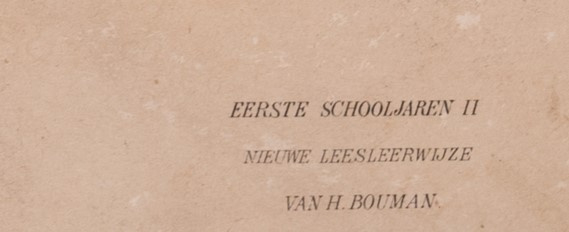 EERSTE SCHOOLJAREN II
NIEUWE LEESLEERWIJZE
VAN H. BOUMAN.